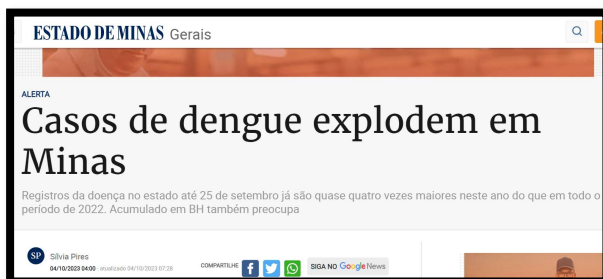 ESTADO DE MINAS Gerais
ALERTA
Casos de dengue explodem em
Minas
Registros da doença no estado até 25 de setembro já são quase quatro vezes maiores neste ano do que em todo o
período de 2022. Acumulado em BH também preocupa
SP Sílvia Pires
04/10/2023 04:00 - atualizado 04/10/2023 07:28
COMPARTILHE
SIGA NO Google News